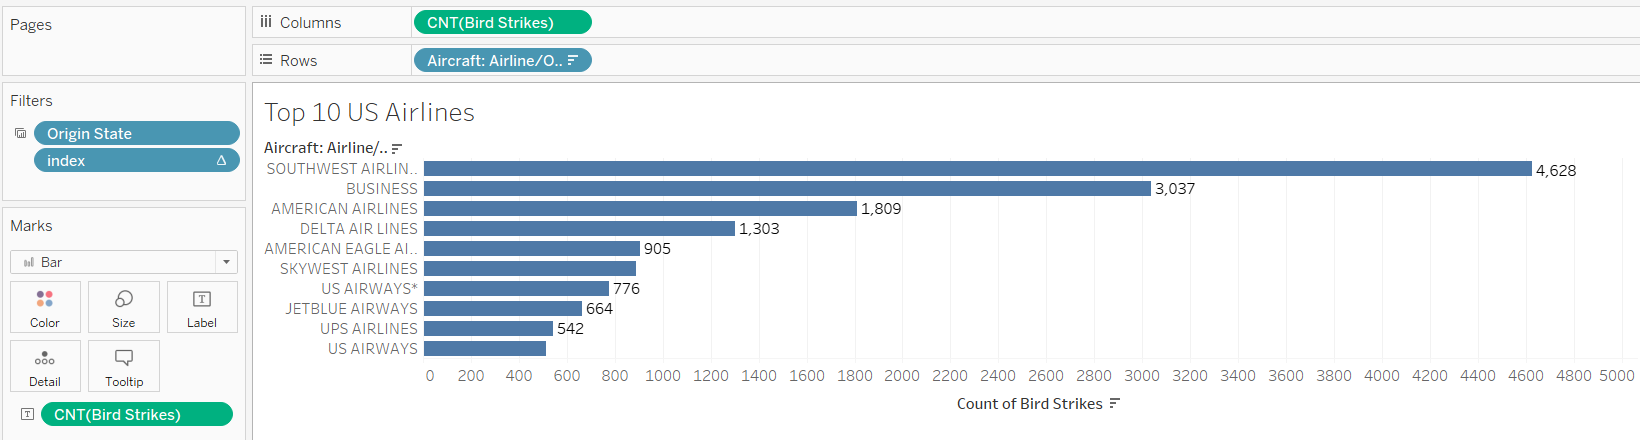 Pages
Filters
Origin State
index
Marks
Bar
Color Size Label
Detail Tooltip
CNT(Bird Strikes)
Columns CNT(Bird Strikes)
Rows Aircraft: Airline/O..
Top 10 US Airlines
Aircraft: Airline/..
SOUTHWEST AIRLIN.. 4,628
BUSINESS 3,037
AMERICAN AIRLINES 1,809
DELTA AIR LINES 1,303
AMERICAN EAGLE AI.. 905
SKYWEST AIRLINES
US AIRWAYS* 776
JETBLUE AIRWAYS 664
UPS AIRLINES 542
US AIRWAYS
0 200 400 600 800 1000 1200 1400 1600 1800 2000 2200 2400 2600 2800 3000 3200 3400 3600 3800 4000 4200 4400 4600 4800 5000
Count of Bird Strikes